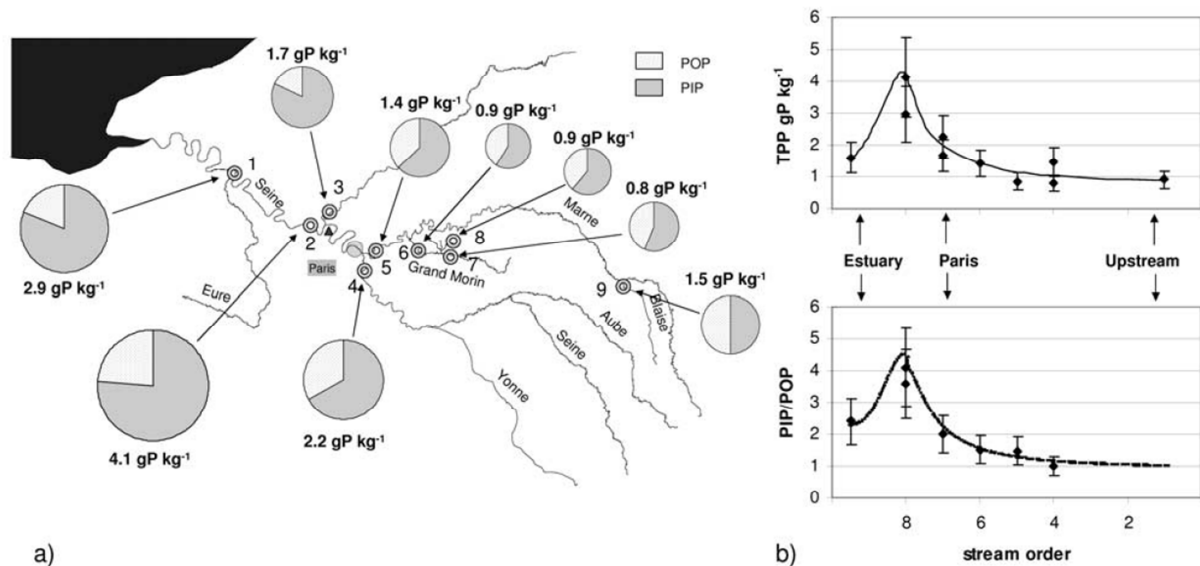 1.7 gP kg-1
POP
PIP
1.4 gP kg-1
0.9 gP kg-1
0.9 gP kg-1
0.8 gP kg-1
1
Seine
3
2
Marne
8
6
7
Paris
5
4
Grand Morin
2.9 gP kg-1
Eure
1.5 gP kg-1
9
Blaise
Aube
Seine
Yonne
4.1 gP kg-1
2.2 gP kg-1
a)
TPP gP kg-1
6
5
4
3
2
1
0
Estuary
Paris
Upstream
PIP/POP
6
5
4
3
2
1
0
8
6
4
2
stream order
b)